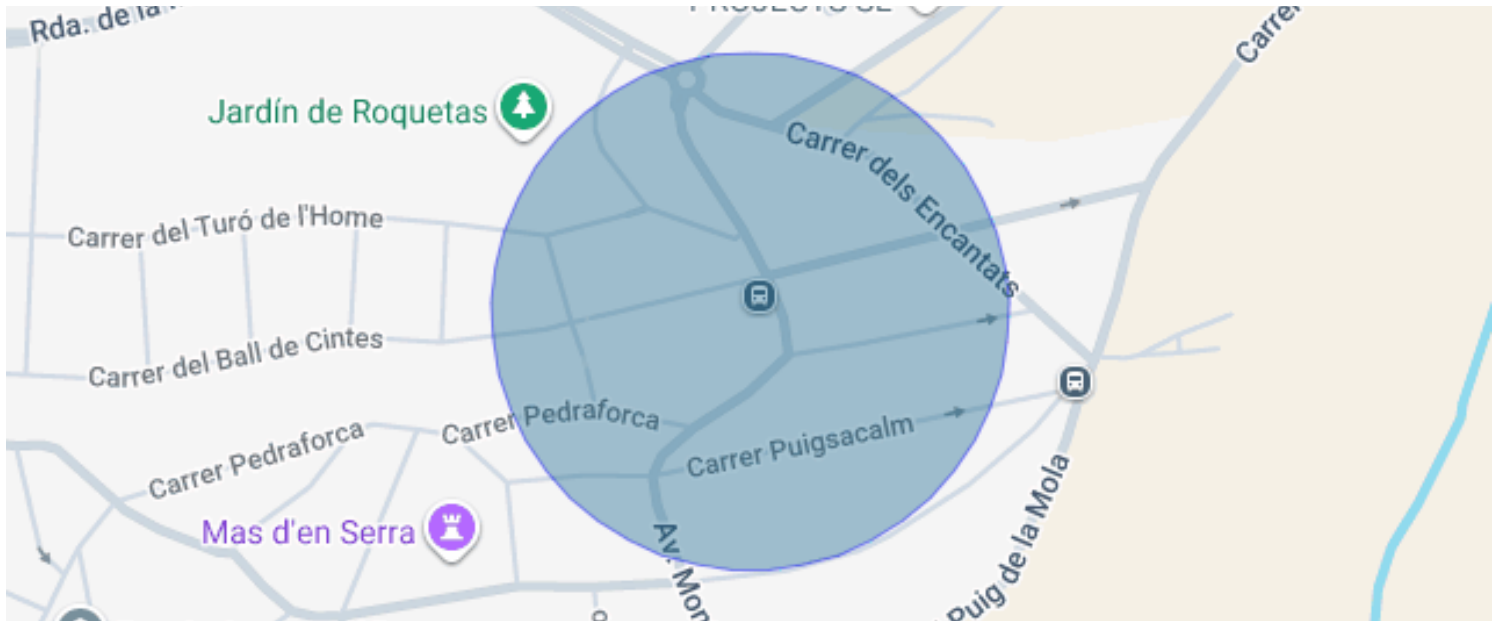 Rda. de la
Carrer
Jardín de Roquetas
Carrer dels Encantats
Carrer del Turó de l'Home
Carrer del Ball de Cintes
Carrer Pedraforca
Carrer Pedraforca
Carrer Puigsacalm
Mas d'en Serra
Av. Mon
Puig de la Mola